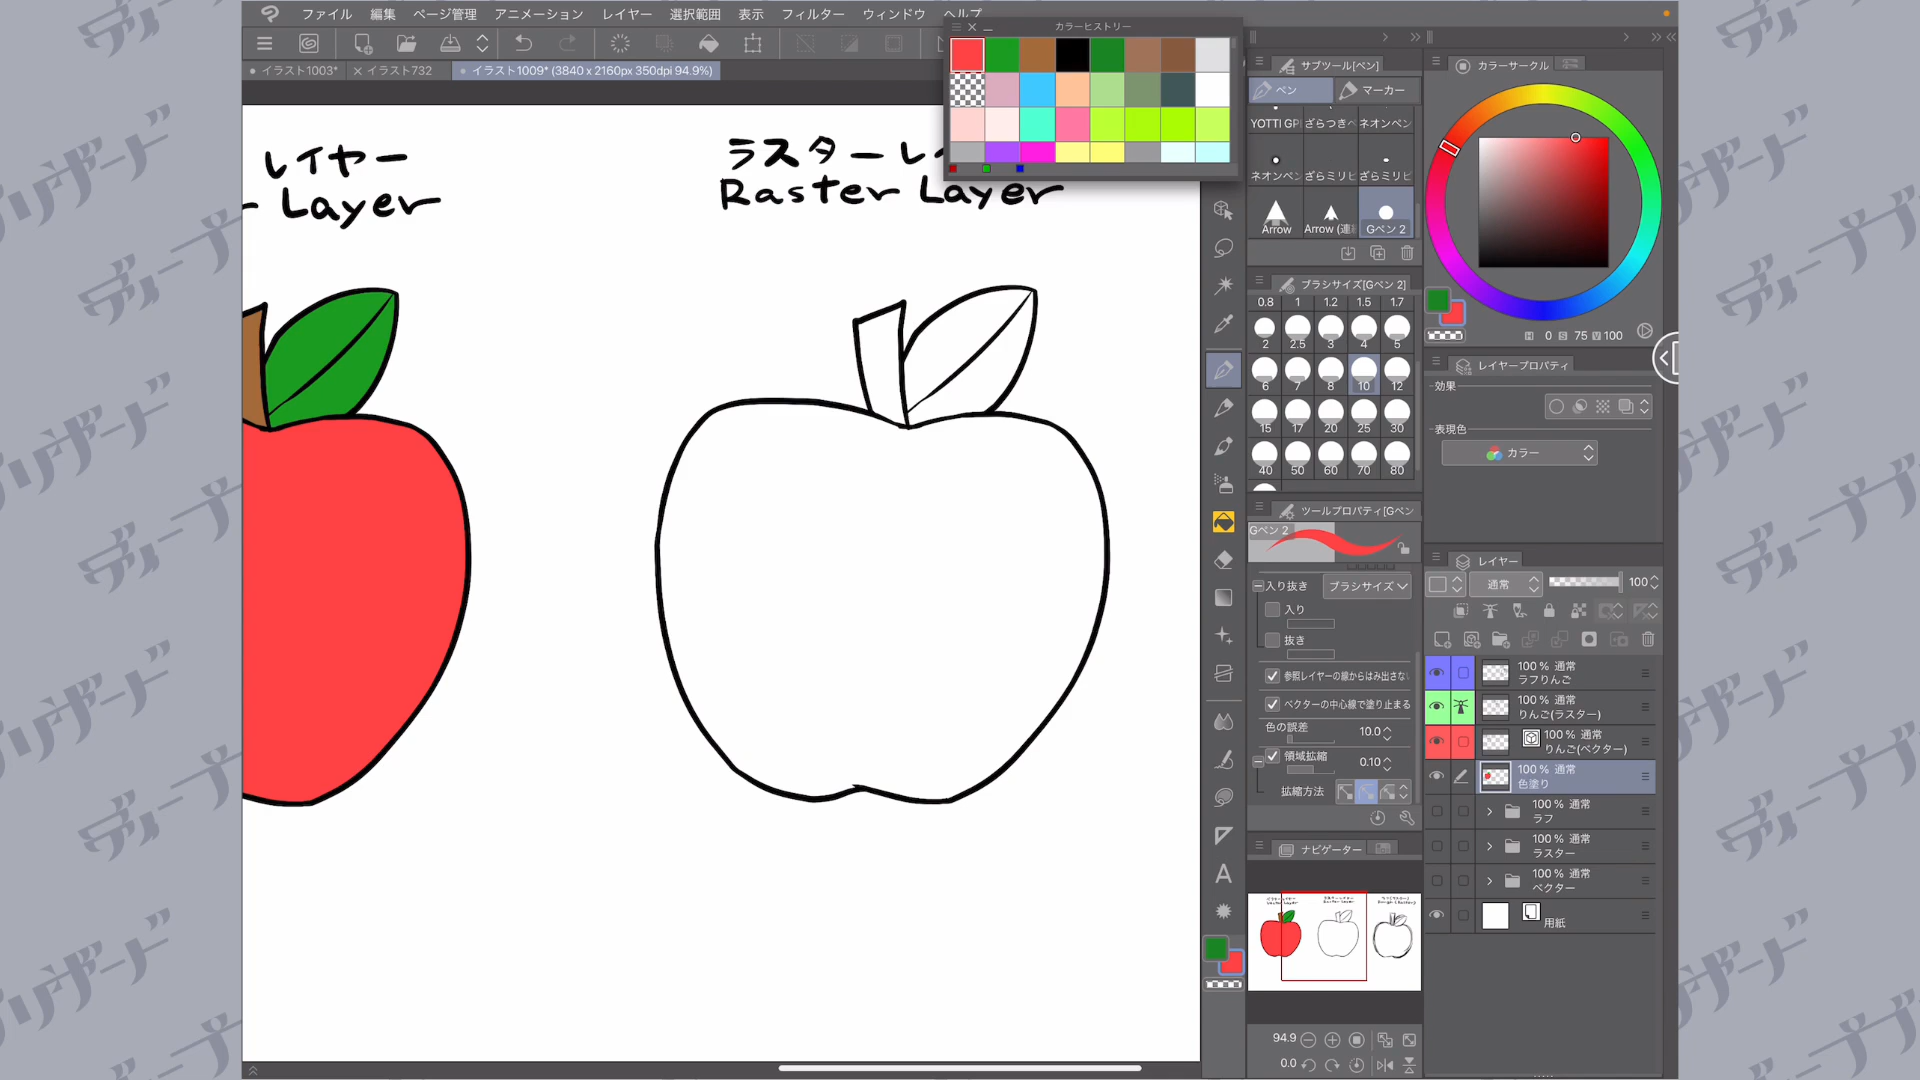 ファイル 編集 ページ管理 アニメーション レイヤー 選択範囲 表示 フィルター ウィンドウ ヘルプ
カラーヒストリー
イラスト1003* イラスト732 イラスト1009* (3840 x 2160px 350dpi 94.9%)
レイヤー
Layer
ラスターレイ
Raster Layer
サブツール[ペン]
ペン マーカー
YOTTI GP ざらつきペ ネオンペン
ネオンペン ざらミリピ ざらミリピ
Arrow Arrow (連 Gペン 2
ブラシサイズ[Gペン 2]
0.8 1 1.2 1.5 1.7
2 2.5 3 4 5
6 7 8 10 12
15 17 20 25 30
40 50 60 70 80
ツールプロパティ[Gペン
Gペン 2
入り抜き ブラシサイズ
入り
抜き
参照レイヤーの線からはみ出さない
ベクターの中心線で塗り止まる
色の誤差 10.0
領域拡縮 0.10
拡縮方法
ナビゲーター
94.9
0.0
カラーサークル
H 0 S 75 V 100
レイヤープロパティ
効果
表現色
カラー
レイヤー
通常 100
100 % 通常
ラフりんご
100 % 通常
りんご(ラスター)
100 % 通常
りんご(ベクター)
100 % 通常
色塗り
100 % 通常
ラフ
100 % 通常
ラスター
100 % 通常
ベクター
用紙
A